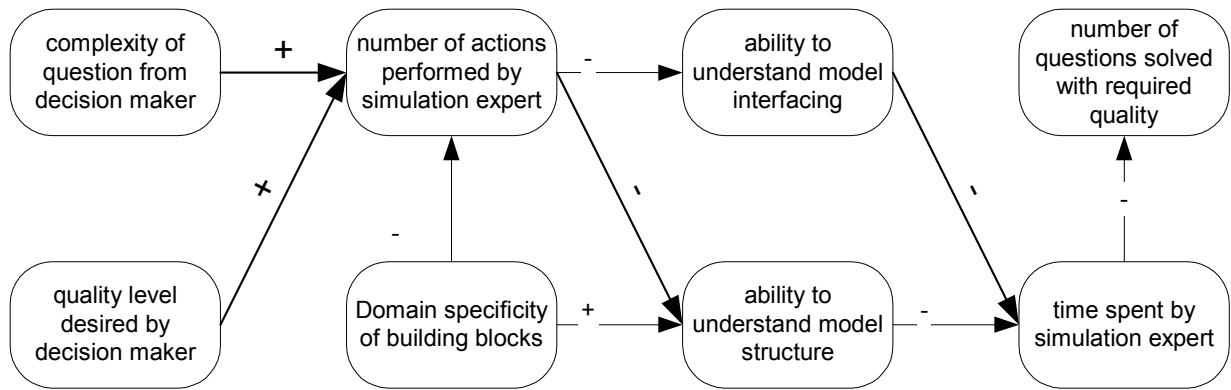 complexity of
question from
decision maker
+
number of actions
performed by
simulation expert
-
ability to
understand model
interfacing
number of
questions solved
with required
quality
+
-
-
-
-
quality level
desired by
decision maker
Domain specificity
of building blocks
+
ability to
understand model
structure
-
time spent by
simulation expert